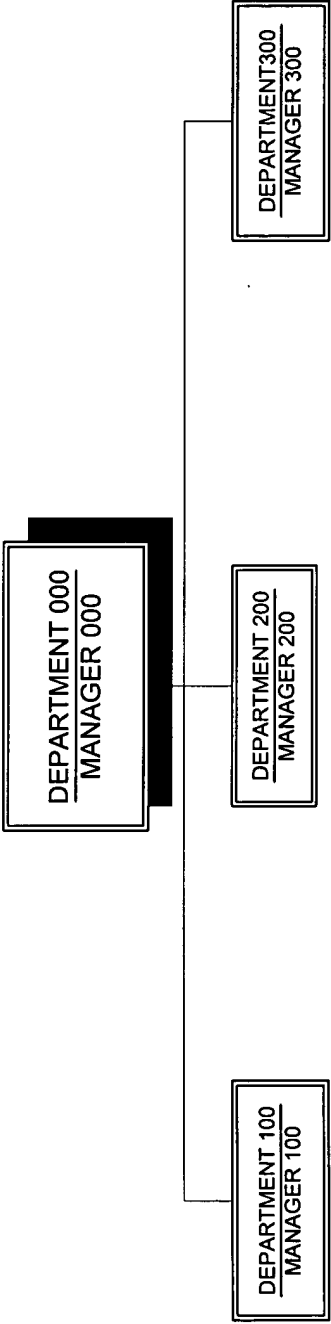 DEPARTMENT 000
MANAGER 000
DEPARTMENT 100
MANAGER 100
DEPARTMENT 200
MANAGER 200
DEPARTMENT300
MANAGER 300